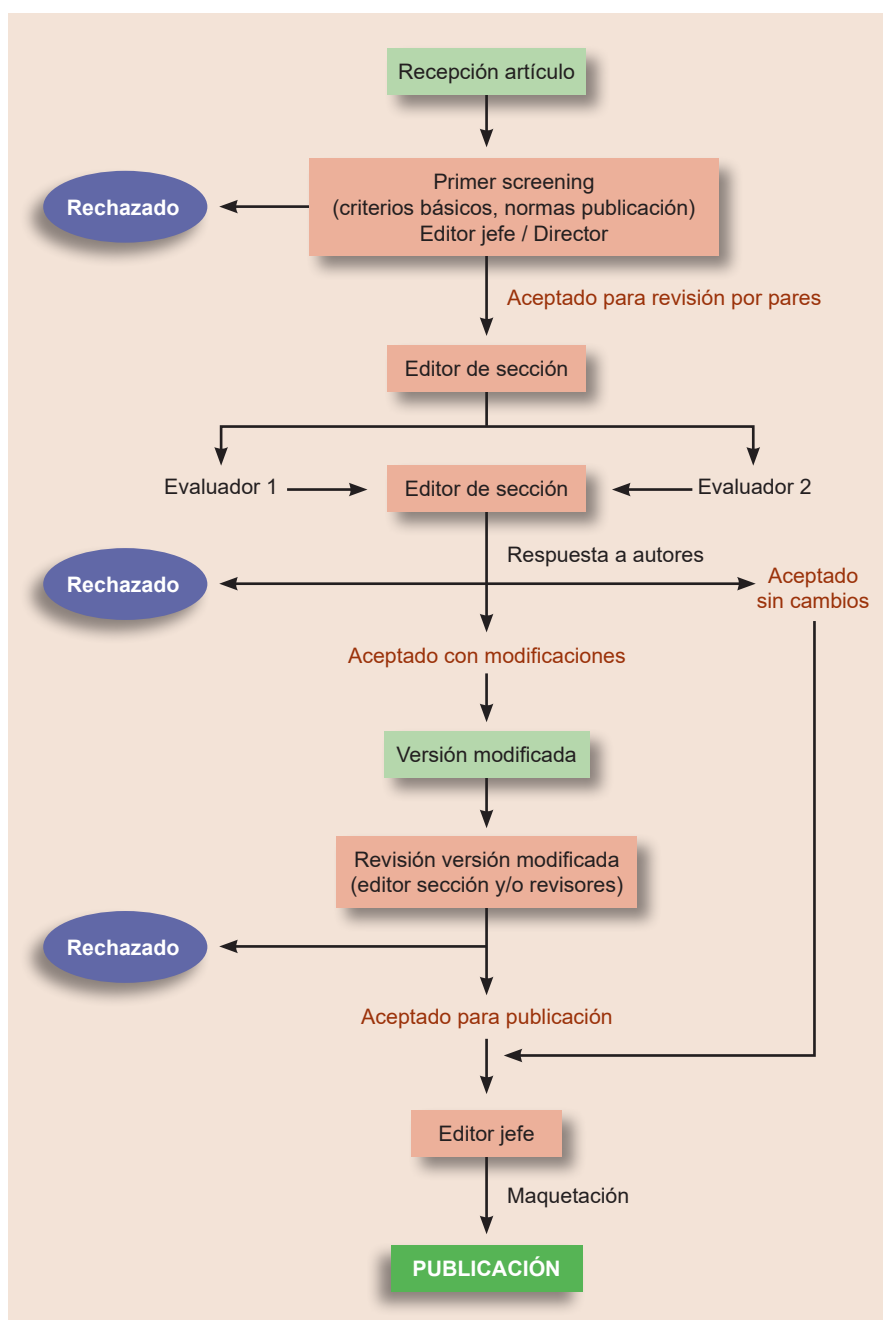 Recepción artículo
Primer screening
(criterios básicos, normas publicación)
Editor jefe / Director
Rechazado
Aceptado para revisión por pares
Editor de sección
Evaluador 1
Editor de sección
Evaluador 2
Respuesta a autores
Rechazado
Aceptado
sin cambios
Aceptado con modificaciones
Versión modificada
Revisión versión modificada
(editor sección y/o revisores)
Rechazado
Aceptado para publicación
Editor jefe
Maquetación
PUBLICACIÓN